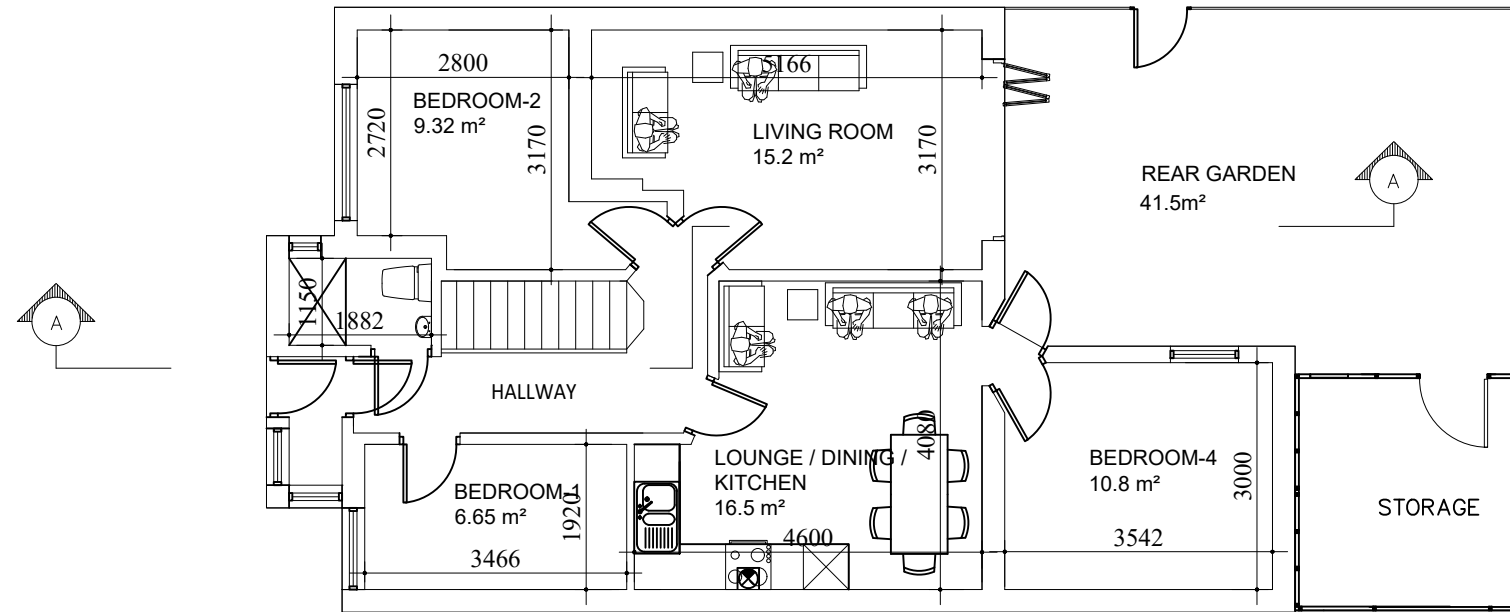 2800
5166
BEDROOM-2
9.32 m²
2720
3170
LIVING ROOM
15.2 m²
3170
REAR GARDEN
41.5m²
A
A
1150
1882
HALLWAY
4080
LOUNGE / DINING /
KITCHEN
16.5 m²
BEDROOM-1
6.65 m²
1920
3466
4600
BEDROOM-4
10.8 m²
3000
3542
STORAGE